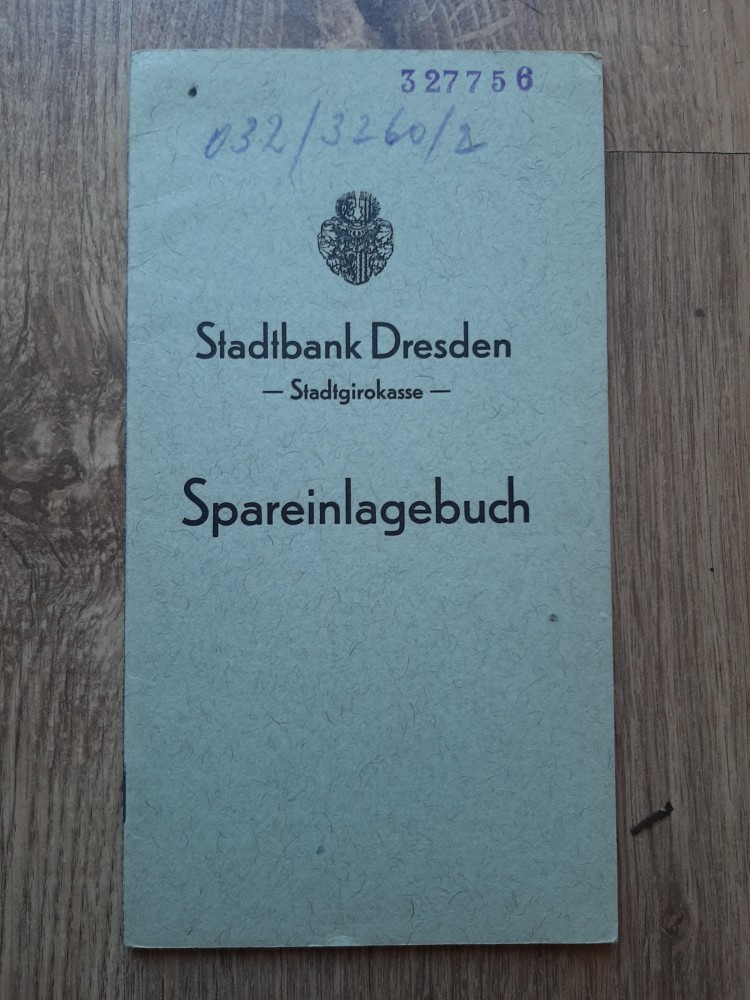 327756
032/3260/2
Stadtbank Dresden
— Stadtgirokasse —
Spareinlagebuch